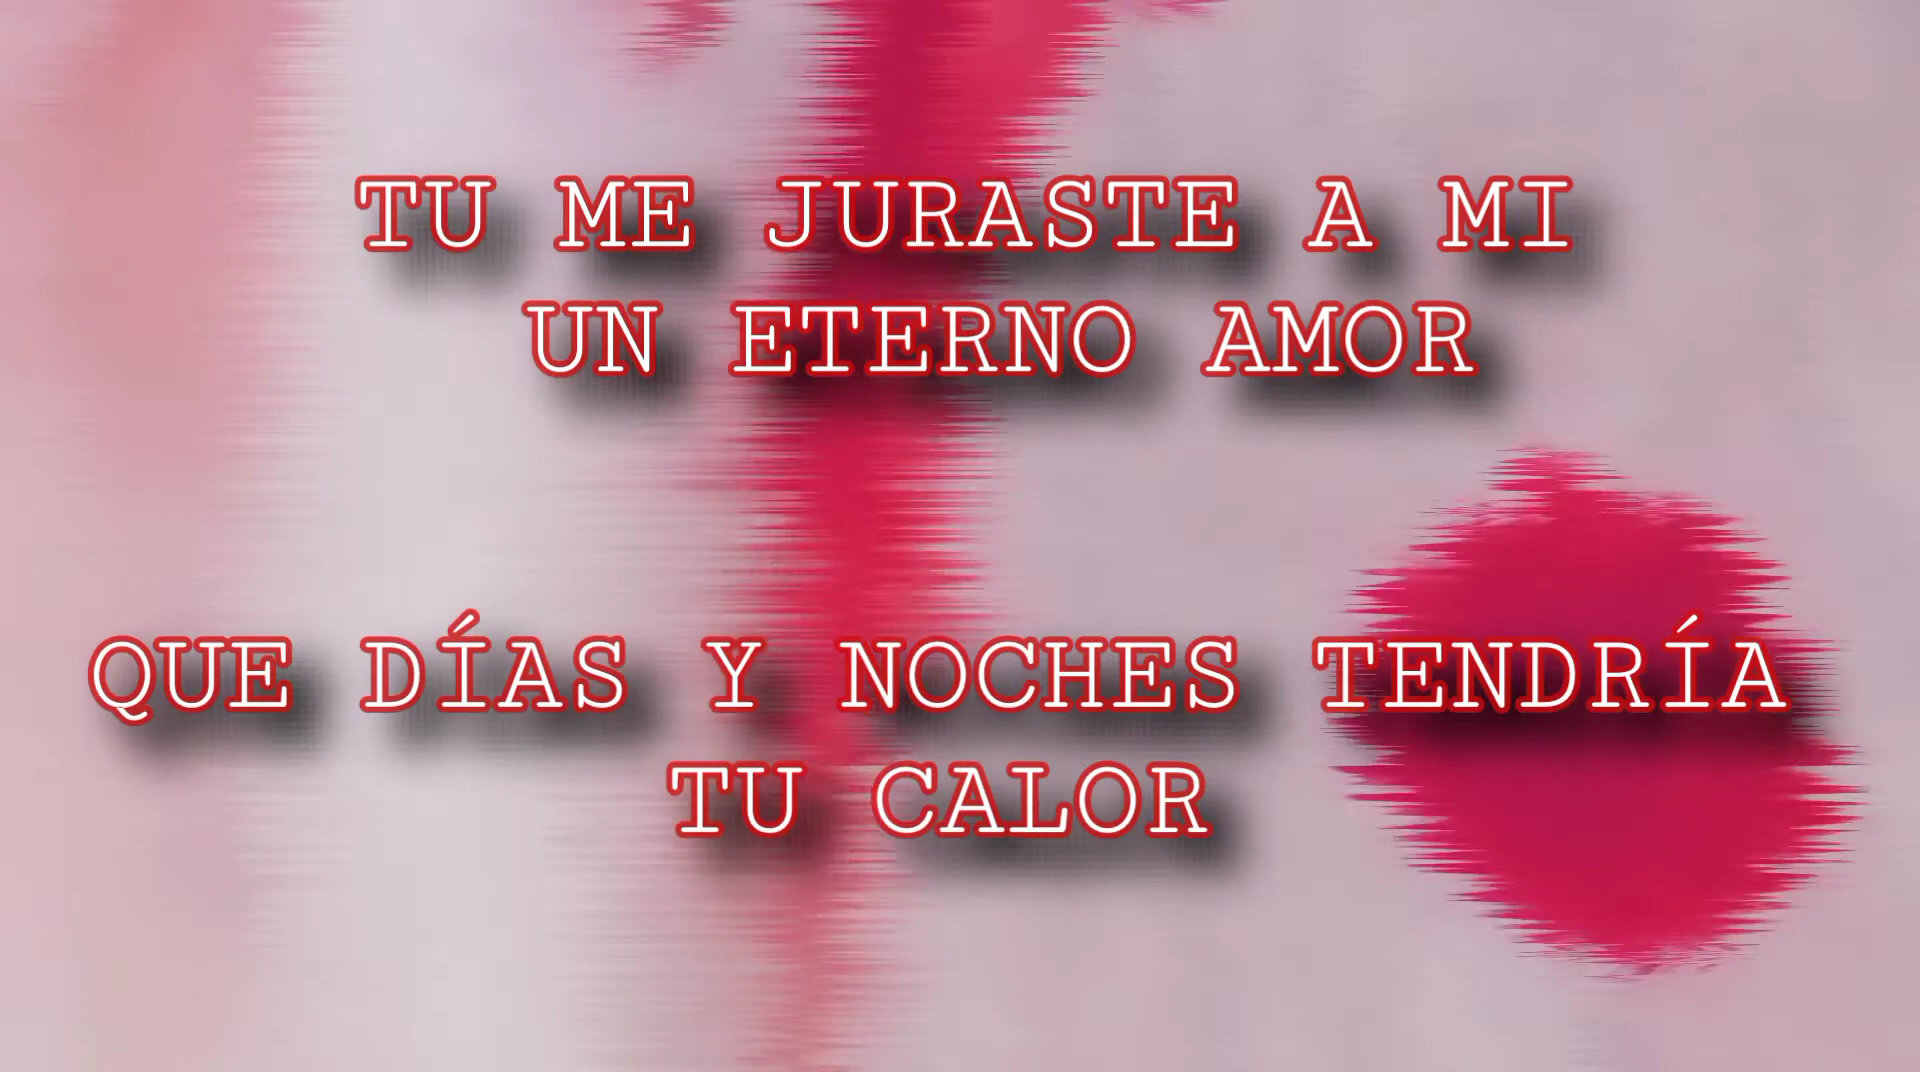 TU ME JURASTE A MI
UN ETERNO AMOR
QUE DÍAS Y NOCHES TENDRÍA
TU CALOR